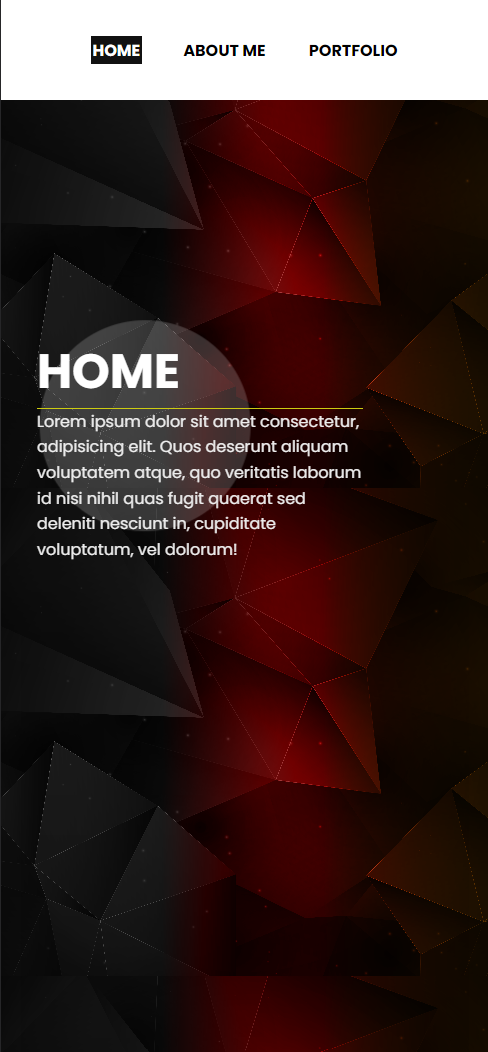 HOME ABOUT ME PORTFOLIO
HOME
Lorem ipsum dolor sit amet consectetur,
adipisicing elit. Quos deserunt aliquam
voluptatem atque, quo veritatis laborum
id nisi nihil quas fugit quaerat sed
deleniti nesciunt in, cupiditate
voluptatum, vel dolorum!